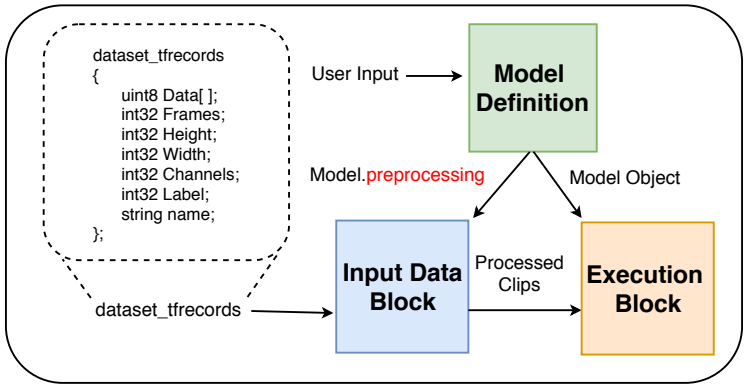 dataset_tfrecords
{
uint8 Data[ ];
int32 Frames;
int32 Height;
int32 Width;
int32 Channels;
int32 Label;
string name;
};
dataset_tfrecords
User Input
Model
Definition
Model.preprocessing
Model Object
Input Data
Block
Processed
Clips
Execution
Block